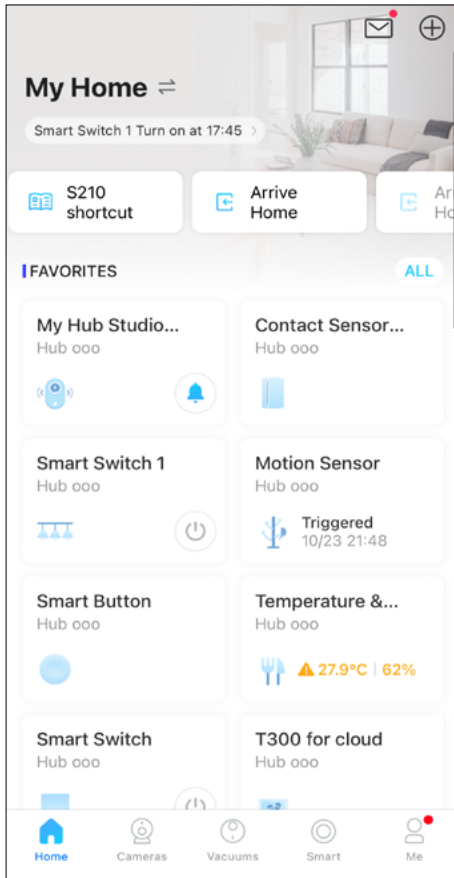 My Home
Smart Switch 1 Turn on at 17:45 >
S210
shortcut
Arrive
Home
FAVORITES
ALL
My Hub Studio...
Hub ooo
Contact Sensor...
Hub ooo
Smart Switch 1
Hub ooo
Motion Sensor
Hub ooo
Triggered
10/23 21:48
Smart Button
Hub ooo
Temperature &...
Hub ooo
27.9°C | 62%
Smart Switch
Hub ooo
T300 for cloud
Hub ooo
Home
Cameras
Vacuums
Smart
Me